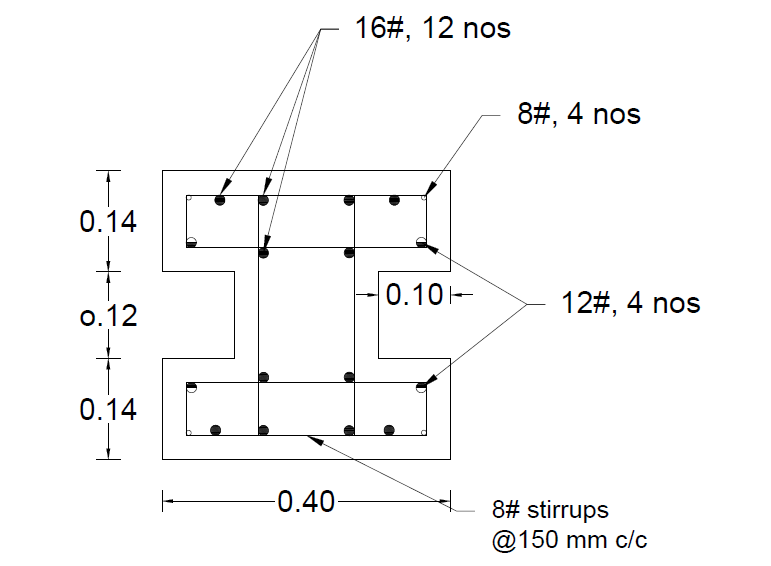 16#, 12 nos
8#, 4 nos
0.14
0.10
o.12
12#, 4 nos
0.14
0.40
8# stirrups
@150 mm c/c